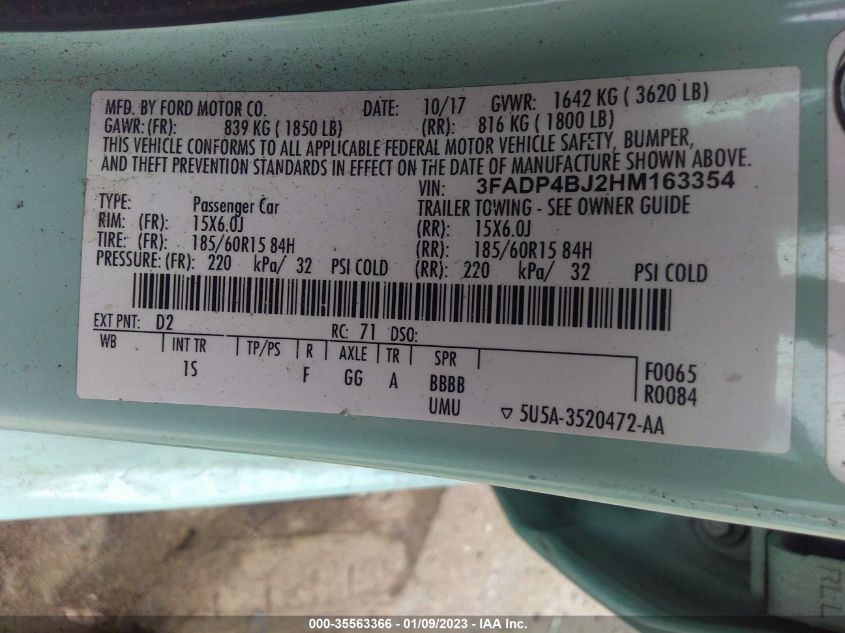 MFD. BY FORD MOTOR CO. DATE: 10/17 GVWR: 1642 KG ( 3620 LB)
GAWR: (FR): 839 KG ( 1850 LB) (RR): 816 KG ( 1800 LB)
THIS VEHICLE CONFORMS TO ALL APPLICABLE FEDERAL MOTOR VEHICLE SAFETY, BUMPER,
AND THEFT PREVENTION STANDARDS IN EFFECT ON THE DATE OF MANUFACTURE SHOWN ABOVE.
VIN: 3FADP4BJ2HM163354
TYPE: Passenger Car TRAILER TOWING - SEE OWNER GUIDE
RIM: (FR): 15X6.0J (RR): 15X6.0J
TIRE: (FR): 185/60R15 84H (RR): 185/60R15 84H
PRESSURE: (FR): 220 kPa/ 32 PSI COLD (RR): 220 kPa/ 32 PSI COLD
EXT PNT: D2 RC: 71 DSO:
WB INT TR TP/PS R AXLE TR SPR
1S F GG A BBBB F0065
UMU R0084
▽ 5U5A-3520472-AA
000-35563366 - 01/09/2023 - IAAI.com